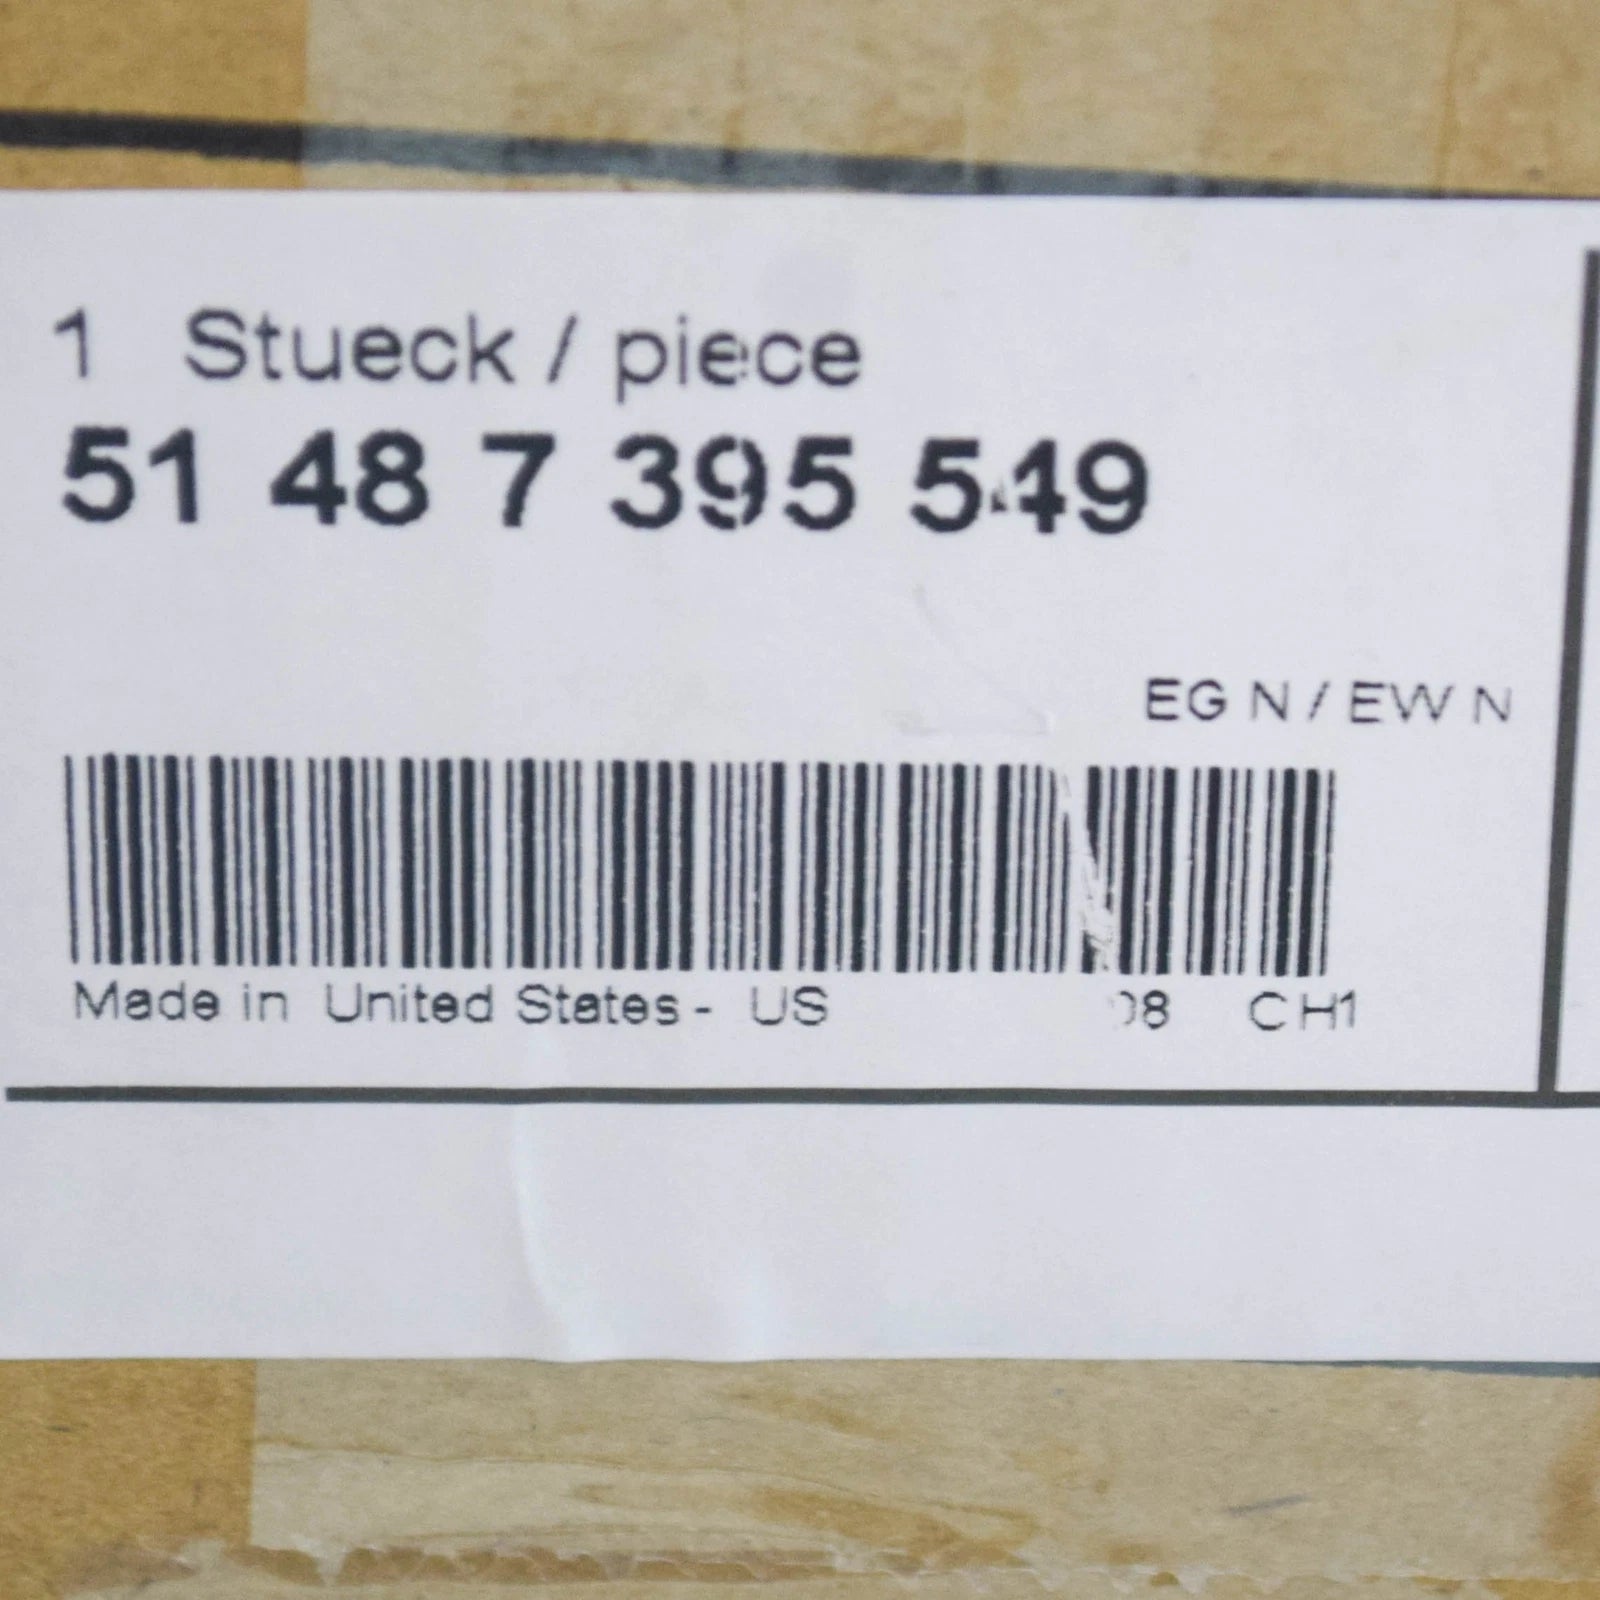 1 Stueck / piece
51 48 7 395 549
EG N / EW N
Made in United States - US 08 CH1